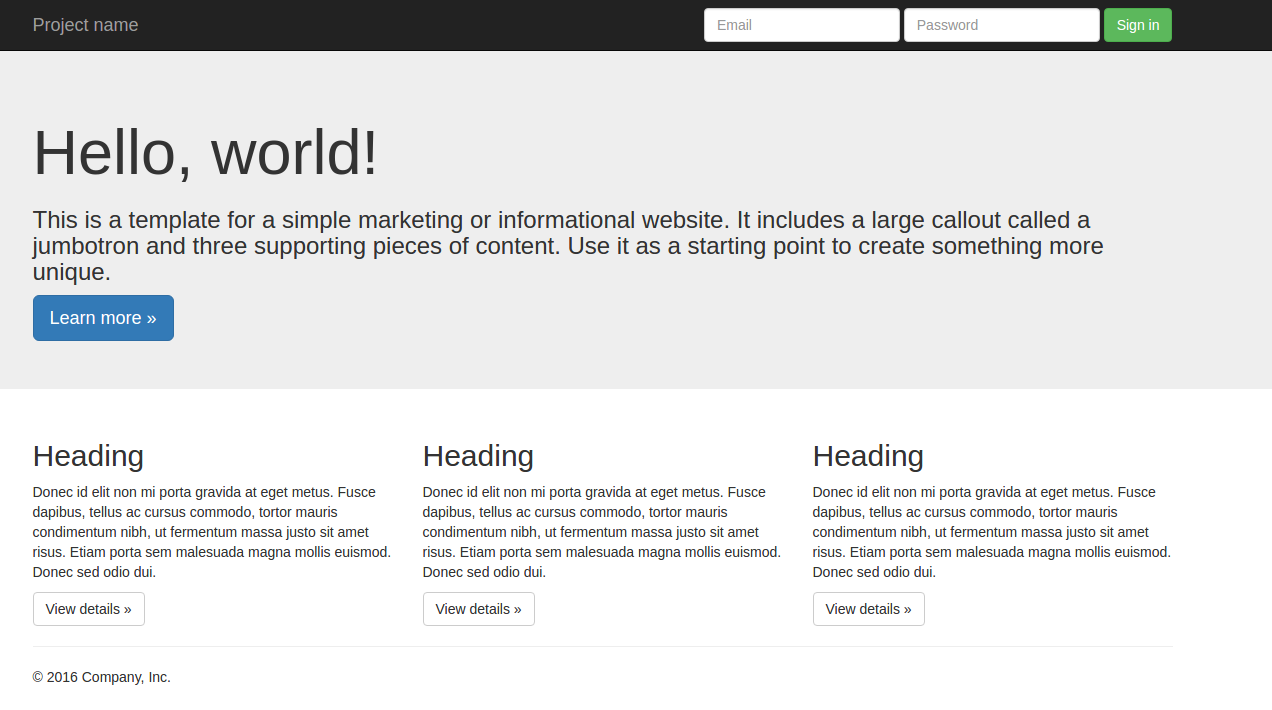 Project name
Email
Password
Sign in
Hello, world!
This is a template for a simple marketing or informational website. It includes a large callout called a
jumbotron and three supporting pieces of content. Use it as a starting point to create something more
unique.
Learn more »
Heading
Donec id elit non mi porta gravida at eget metus. Fusce
dapibus, tellus ac cursus commodo, tortor mauris
condimentum nibh, ut fermentum massa justo sit amet
risus. Etiam porta sem malesuada magna mollis euismod.
Donec sed odio dui.
View details »
Heading
Donec id elit non mi porta gravida at eget metus. Fusce
dapibus, tellus ac cursus commodo, tortor mauris
condimentum nibh, ut fermentum massa justo sit amet
risus. Etiam porta sem malesuada magna mollis euismod.
Donec sed odio dui.
View details »
Heading
Donec id elit non mi porta gravida at eget metus. Fusce
dapibus, tellus ac cursus commodo, tortor mauris
condimentum nibh, ut fermentum massa justo sit amet
risus. Etiam porta sem malesuada magna mollis euismod.
Donec sed odio dui.
View details »
© 2016 Company, Inc.